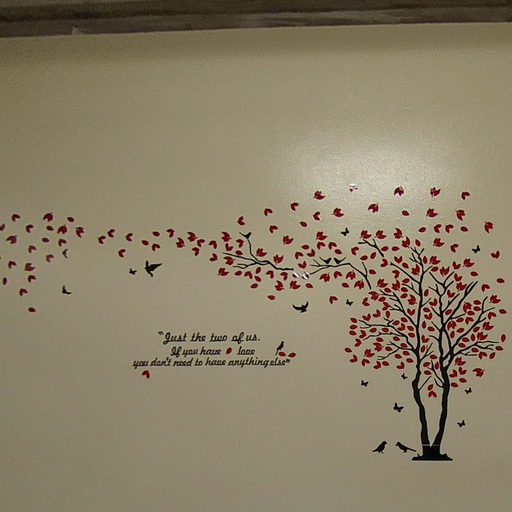 "Just the two of us.
If you have love
you don't need to have anything else"